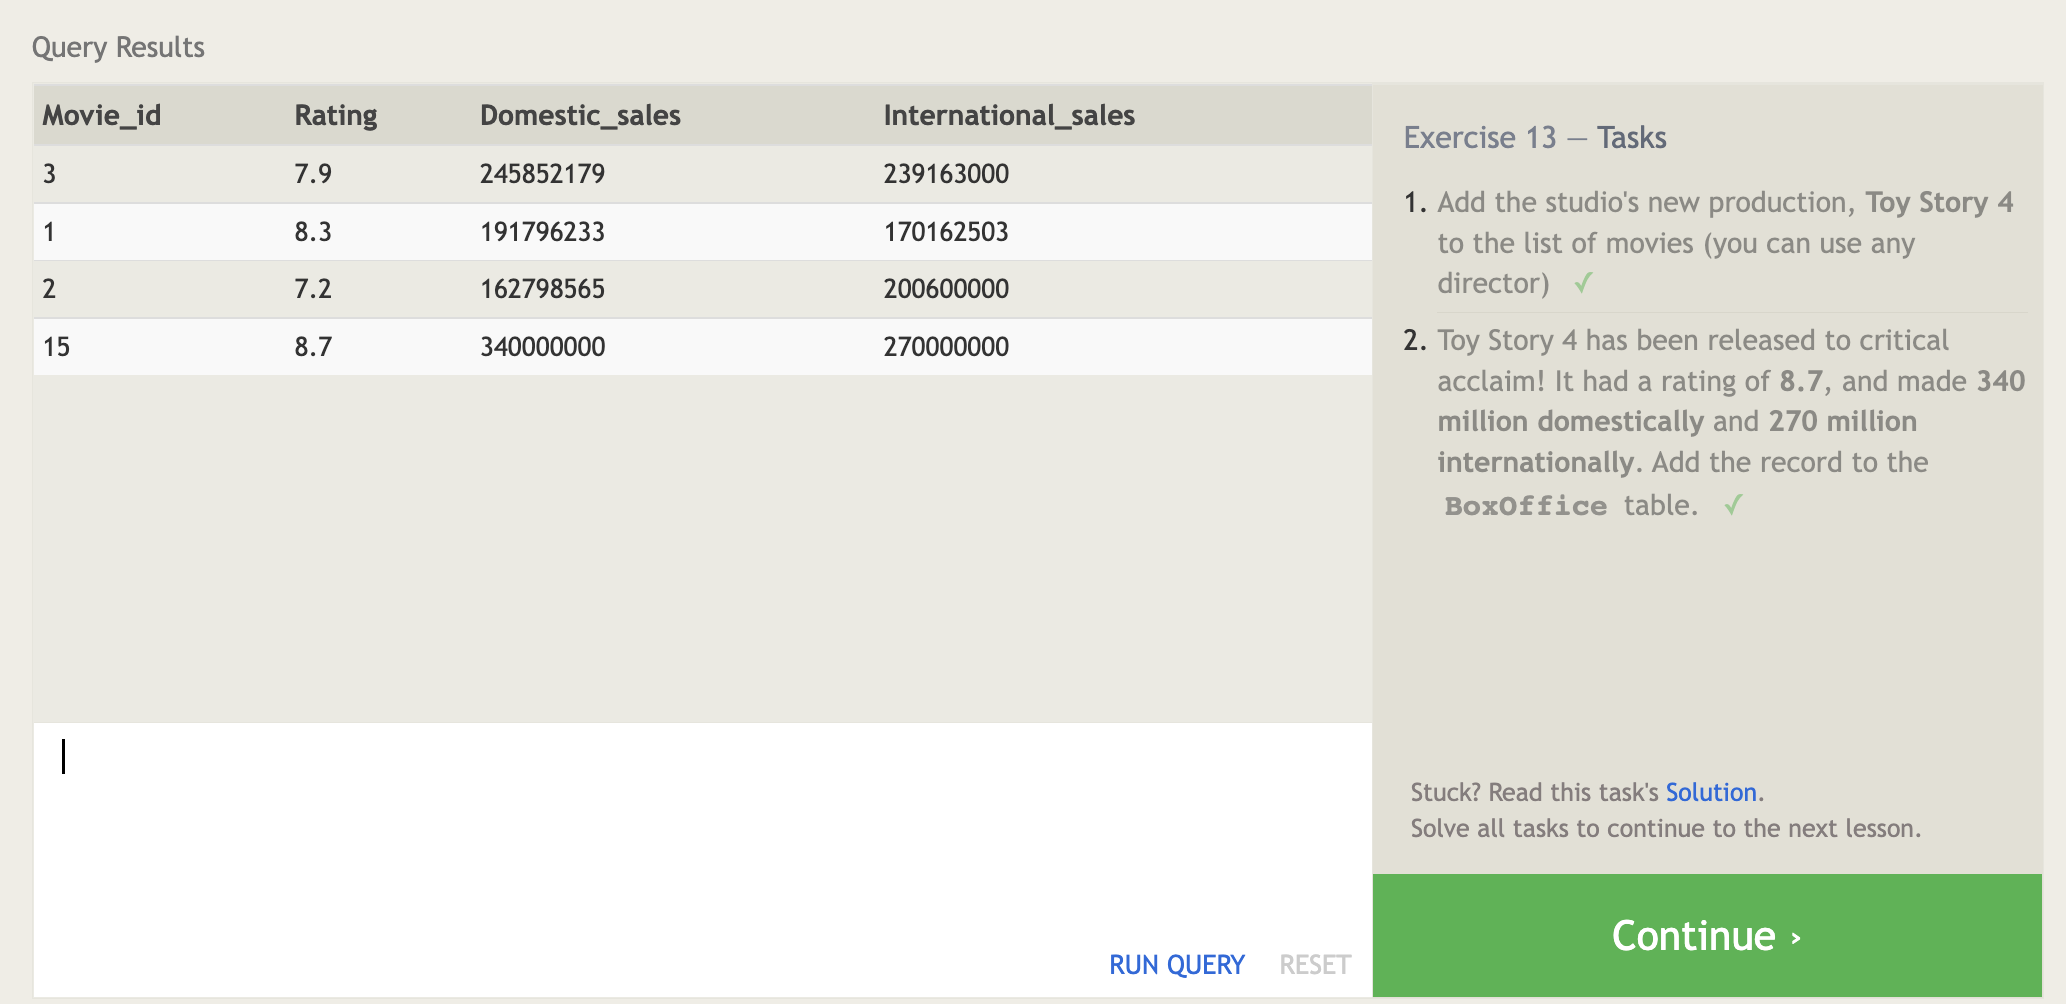 Query Results
Movie_id Rating Domestic_sales International_sales
3 7.9 245852179 239163000
1 8.3 191796233 170162503
2 7.2 162798565 200600000
15 8.7 340000000 270000000
RUN QUERY RESET
Exercise 13 — Tasks
1. Add the studio's new production, Toy Story 4
to the list of movies (you can use any
director) ✓
2. Toy Story 4 has been released to critical
acclaim! It had a rating of 8.7, and made 340
million domestically and 270 million
internationally. Add the record to the
BoxOffice table. ✓
Stuck? Read this task's Solution.
Solve all tasks to continue to the next lesson.
Continue ›